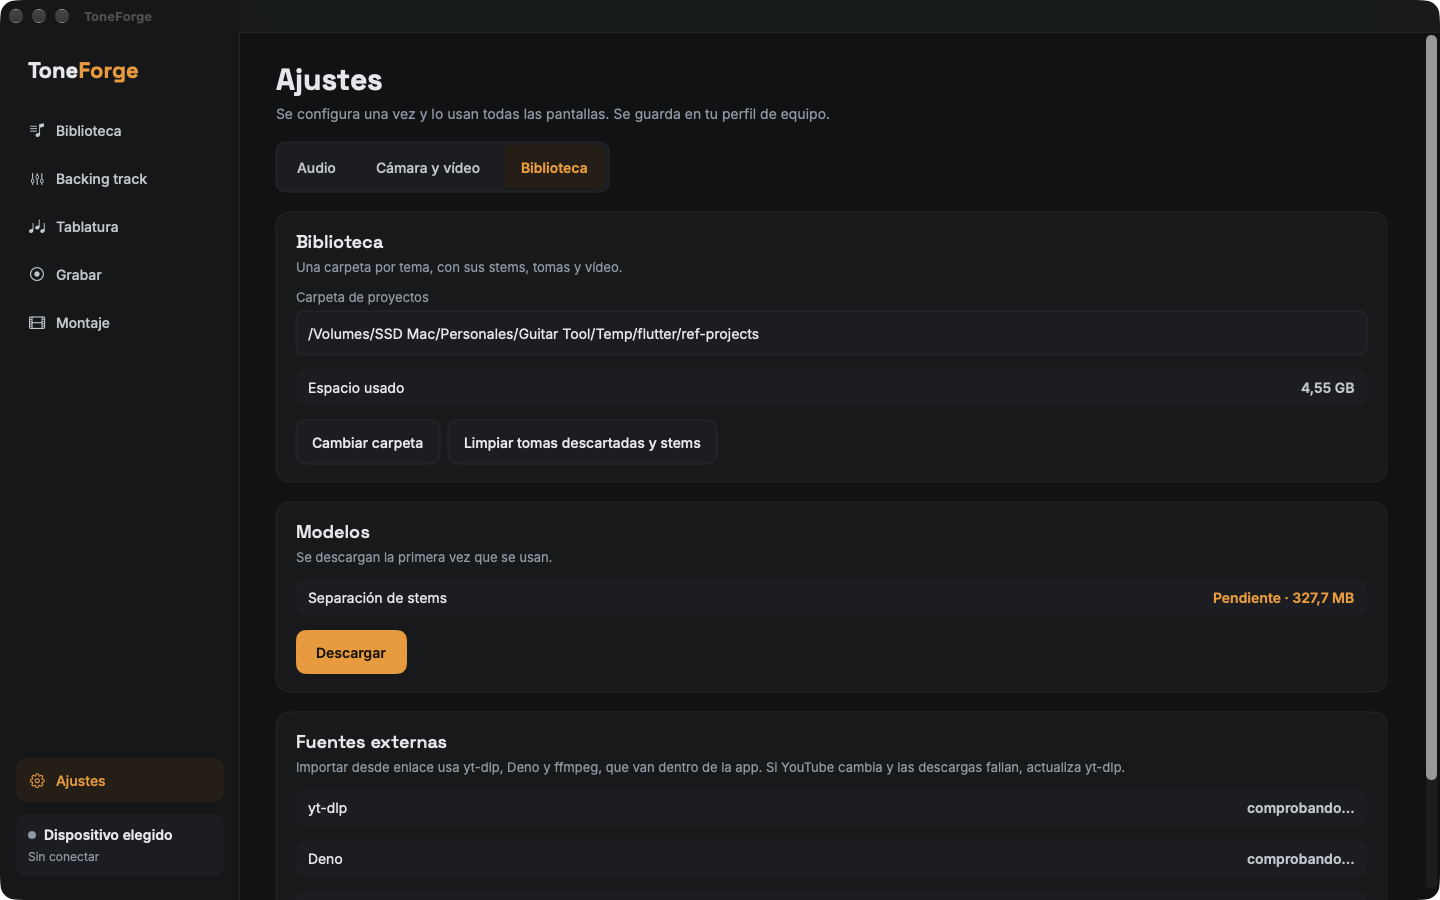 ToneForge
ToneForge
Biblioteca
Backing track
Tablatura
Grabar
Montaje
Ajustes
Dispositivo elegido
Sin conectar
Ajustes
Se configura una vez y lo usan todas las pantallas. Se guarda en tu perfil de equipo.
Audio
Cámara y vídeo
Biblioteca
Biblioteca
Una carpeta por tema, con sus stems, tomas y vídeo.
Carpeta de proyectos
/Volumes/SSD Mac/Personales/Guitar Tool/Temp/flutter/ref-projects
Espacio usado 4,55 GB
Cambiar carpeta
Limpiar tomas descartadas y stems
Modelos
Se descargan la primera vez que se usan.
Separación de stems Pendiente · 327,7 MB
Descargar
Fuentes externas
Importar desde enlace usa yt-dlp, Deno y ffmpeg, que van dentro de la app. Si YouTube cambia y las descargas fallan, actualiza yt-dlp.
yt-dlp comprobando...
Deno comprobando...